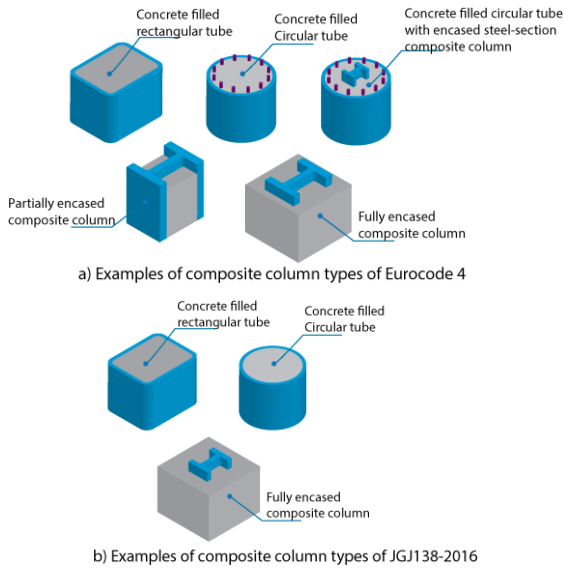 Concrete filled
rectangular tube
Concrete filled
Circular tube
Concrete filled circular tube
with encased steel-section
composite column
Partially encased
composite column
Fully encased
composite column
a) Examples of composite column types of Eurocode 4
Concrete filled
rectangular tube
Concrete filled
Circular tube
Fully encased
composite column
b) Examples of composite column types of JGJ138-2016